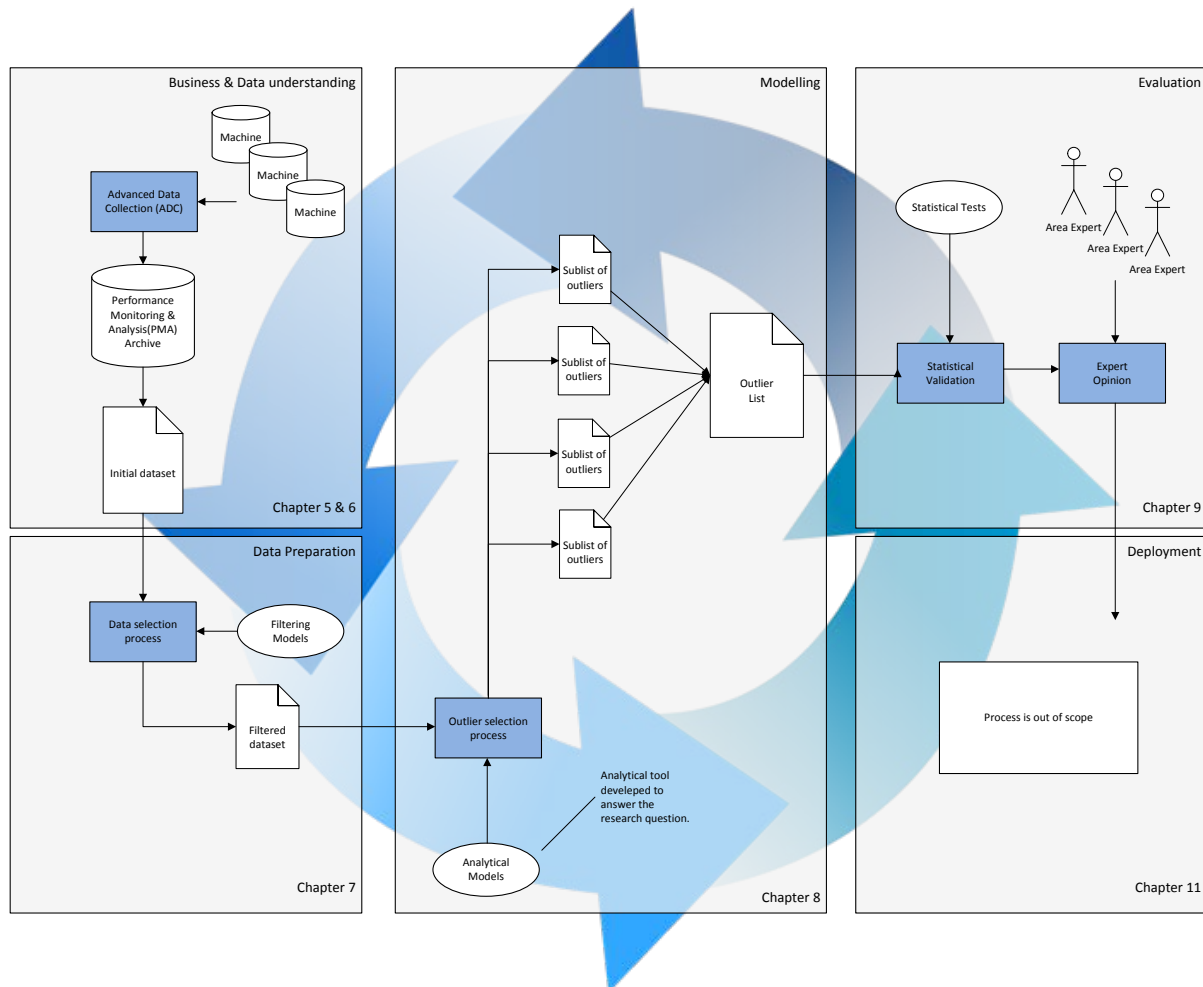 Business & Data understanding
Machine
Machine
Machine
Advanced Data
Collection (ADC)
Performance
Monitoring &
Analysis(PMA)
Archive
Initial dataset
Chapter 5 & 6
Data Preparation
Data selection
process
Filtering
Models
Filtered
dataset
Chapter 7
Modelling
Sublist of
outliers
Sublist of
outliers
Sublist of
outliers
Sublist of
outliers
Outlier
List
Outlier selection
process
Analytical tool
develeped to
answer the
research question.
Analytical
Models
Chapter 8
Evaluation
Statistical Tests
Area Expert
Area Expert
Area Expert
Statistical
Validation
Expert
Opinion
Chapter 9
Deployment
Process is out of scope
Chapter 11